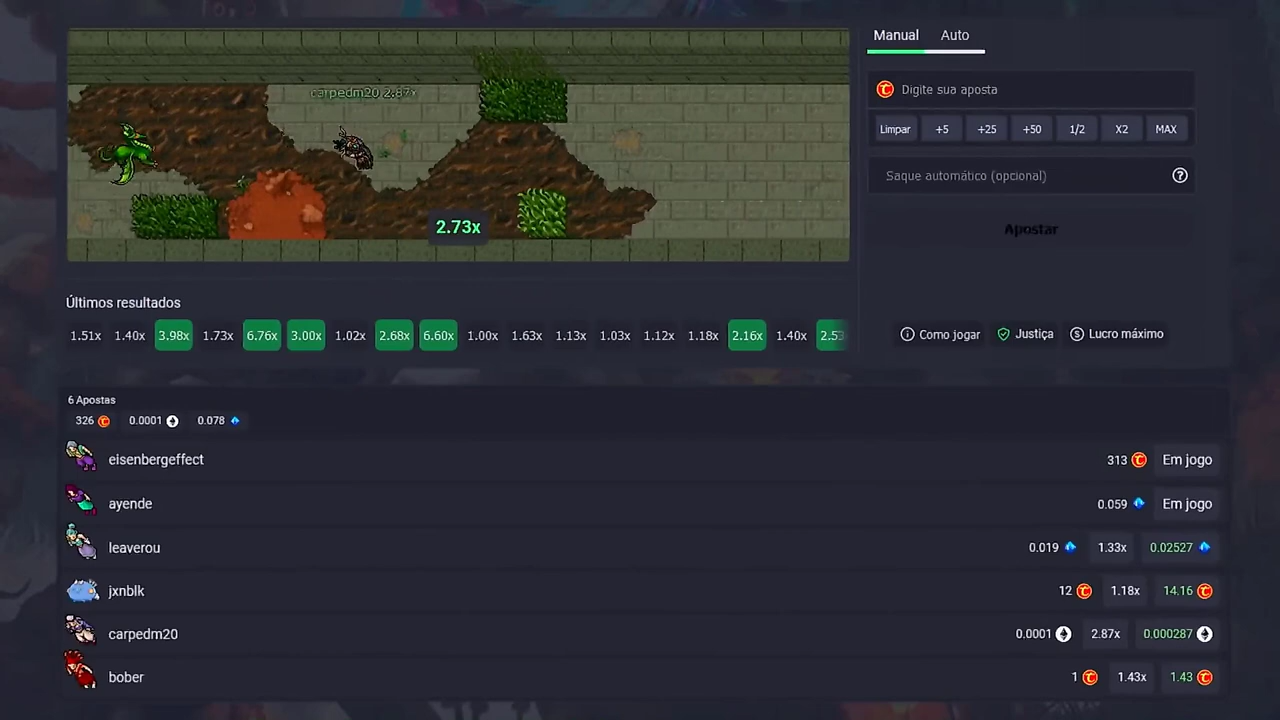 Manual Auto
carpedm20 2.87x
Digite sua aposta
Limpar +5 +25 +50 1/2 X2 MAX
Saque automático (opcional)
2.73x
Apostar
Últimos resultados
1.51x 1.40x 3.98x 1.73x 6.76x 3.00x 1.02x 2.68x 6.60x 1.00x 1.63x 1.13x 1.03x 1.12x 1.18x 2.16x 1.40x 2.53
Como jogar Justiça Lucro máximo
6 Apostas
326 0.0001 0.078
eisenbergeffect 313 Em jogo
ayende 0.059 Em jogo
leaverou 0.019 1.33x 0.02527
jxnblk 12 1.18x 14.16
carpedm20 0.0001 2.87x 0.000287
bober 1 1.43x 1.43